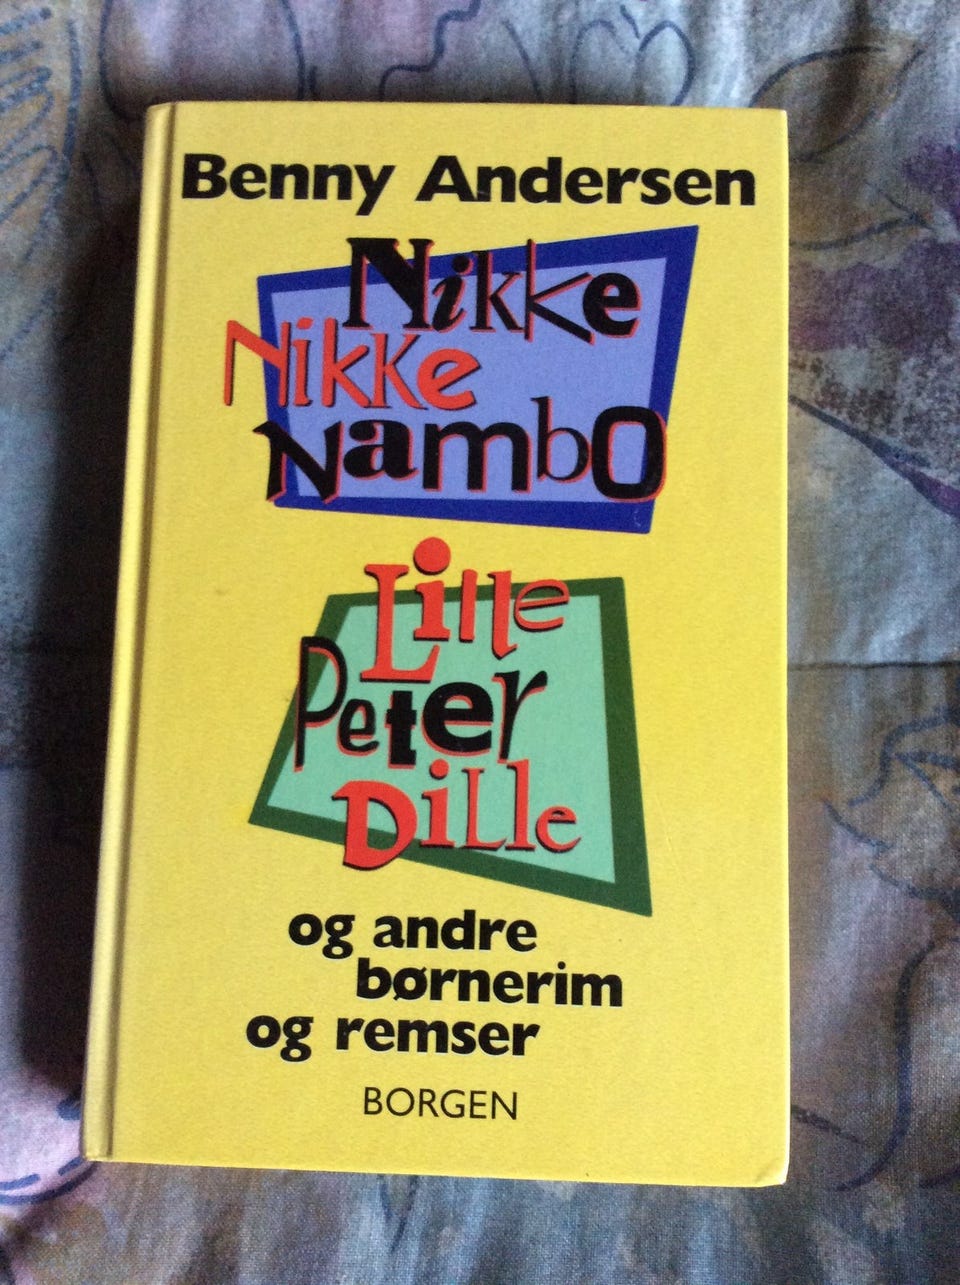 Benny Andersen
Nikke
Nikke
Nambo
Lille
Peter
Dille
og andre
børnerim
og remser
BORGEN